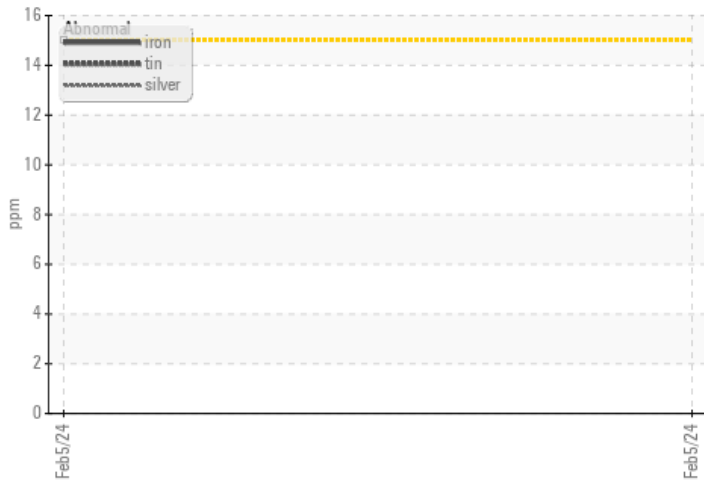 16
14
12
10
8
6
4
2
0
ppm
Abnormal
iron
tin
silver
Feb5/24
Feb5/24